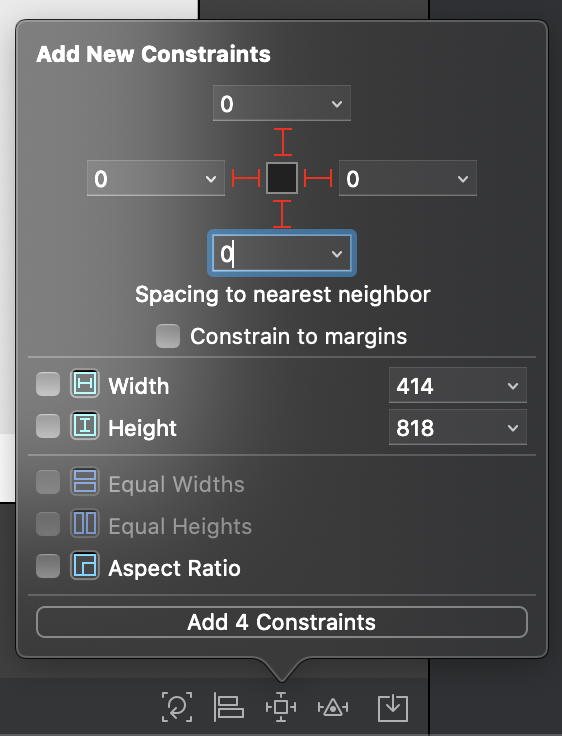 Add New Constraints
0
0
0
0
Spacing to nearest neighbor
Constrain to margins
Width 414
Height 818
Equal Widths
Equal Heights
Aspect Ratio
Add 4 Constraints